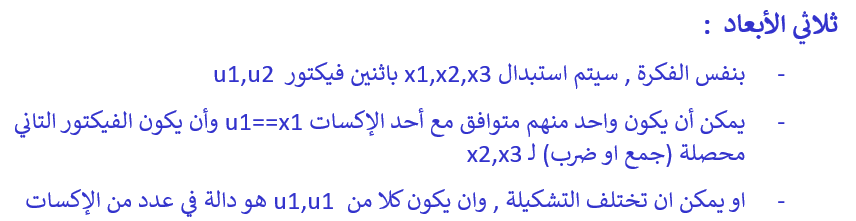 ثلاثي الأبعاد :
- بنفس الفكرة , سيتم استبدال x1,x2,x3 باثنين فيكتور u1,u2
- يمكن أن يكون واحد منهم متوافق مع أحد الإكسات u1==x1 وأن يكون الفيكتور التاني
محصلة (جمع او ضرب) لـ x2,x3
- او يمكن ان تختلف التشكيلة , وان يكون كلا من u1,u1 هو دالة في عدد من الإكسات